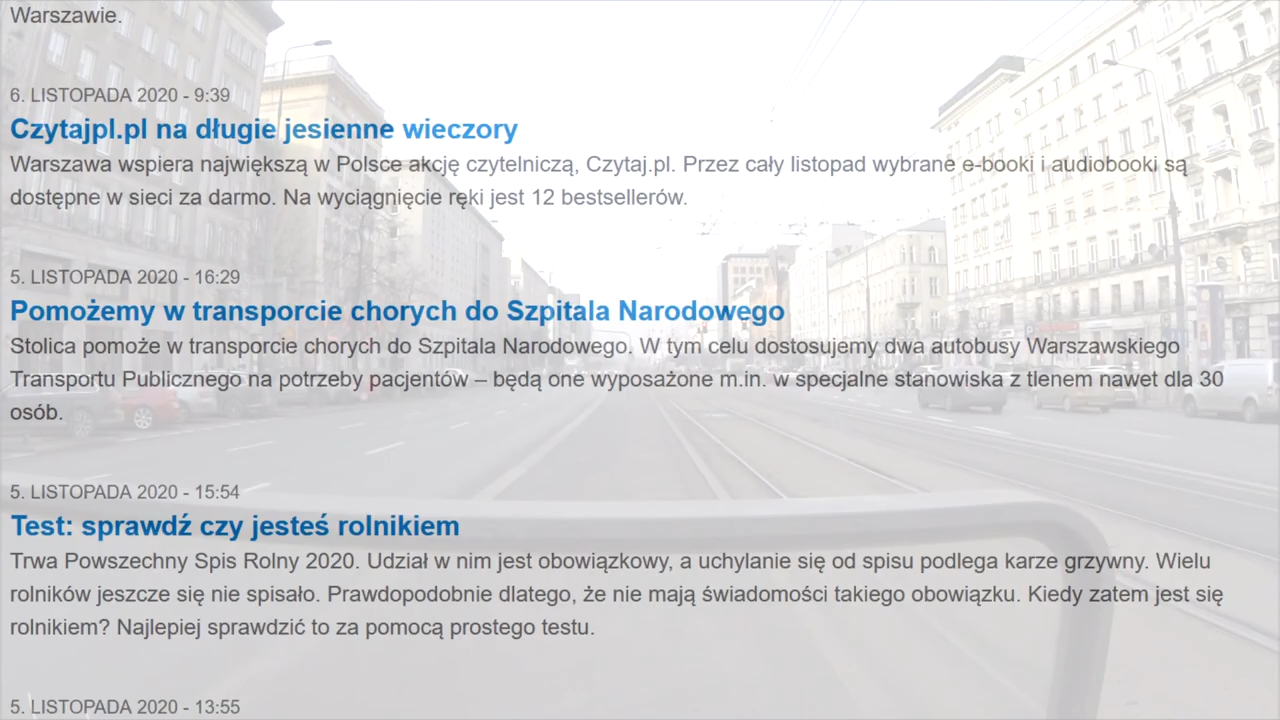 Warszawie.
6. LISTOPADA 2020 - 9:39
Czytajpl.pl na długie jesienne wieczory
Warszawa wspiera największą w Polsce akcję czytelniczą, Czytaj.pl. Przez cały listopad wybrane e-booki i audiobooki są
dostępne w sieci za darmo. Na wyciągnięcie ręki jest 12 bestsellerów.
5. LISTOPADA 2020 - 16:29
Pomożemy w transporcie chorych do Szpitala Narodowego
Stolica pomoże w transporcie chorych do Szpitala Narodowego. W tym celu dostosujemy dwa autobusy Warszawskiego
Transportu Publicznego na potrzeby pacjentów – będą one wyposażone m.in. w specjalne stanowiska z tlenem nawet dla 30
osób.
5. LISTOPADA 2020 - 15:54
Test: sprawdź czy jesteś rolnikiem
Trwa Powszechny Spis Rolny 2020. Udział w nim jest obowiązkowy, a uchylanie się od spisu podlega karze grzywny. Wielu
rolników jeszcze się nie spisało. Prawdopodobnie dlatego, że nie mają świadomości takiego obowiązku. Kiedy zatem jest się
rolnikiem? Najlepiej sprawdzić to za pomocą prostego testu.
5. LISTOPADA 2020 - 13:55